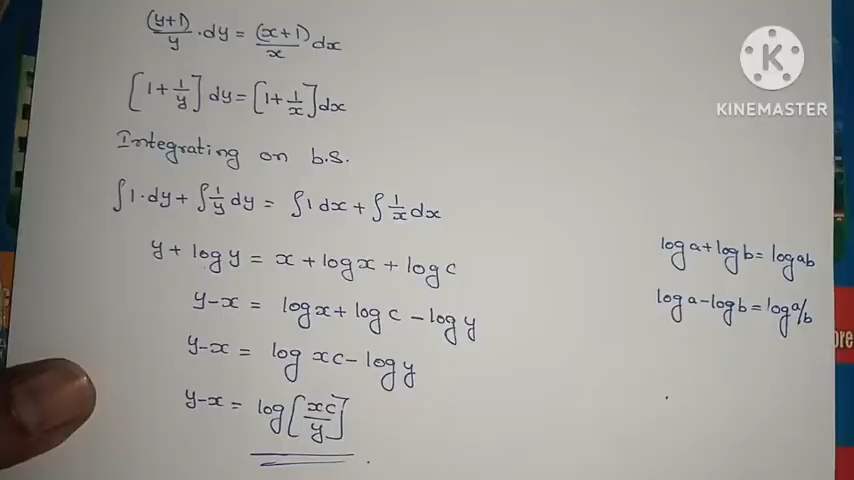 (y+1)/y · dy = (x+1)/x dx
[1 + 1/y] dy = [1 + 1/x] dx
Integrating on b.s.
∫1·dy + ∫1/y dy = ∫1 dx + ∫1/x dx
y + log y = x + log x + log c
y-x = log x + log c - log y
y-x = log xc - log y
y-x = log [xc/y]
log a + log b = log ab
log a - log b = log a/b
K
KINEMASTER
ore